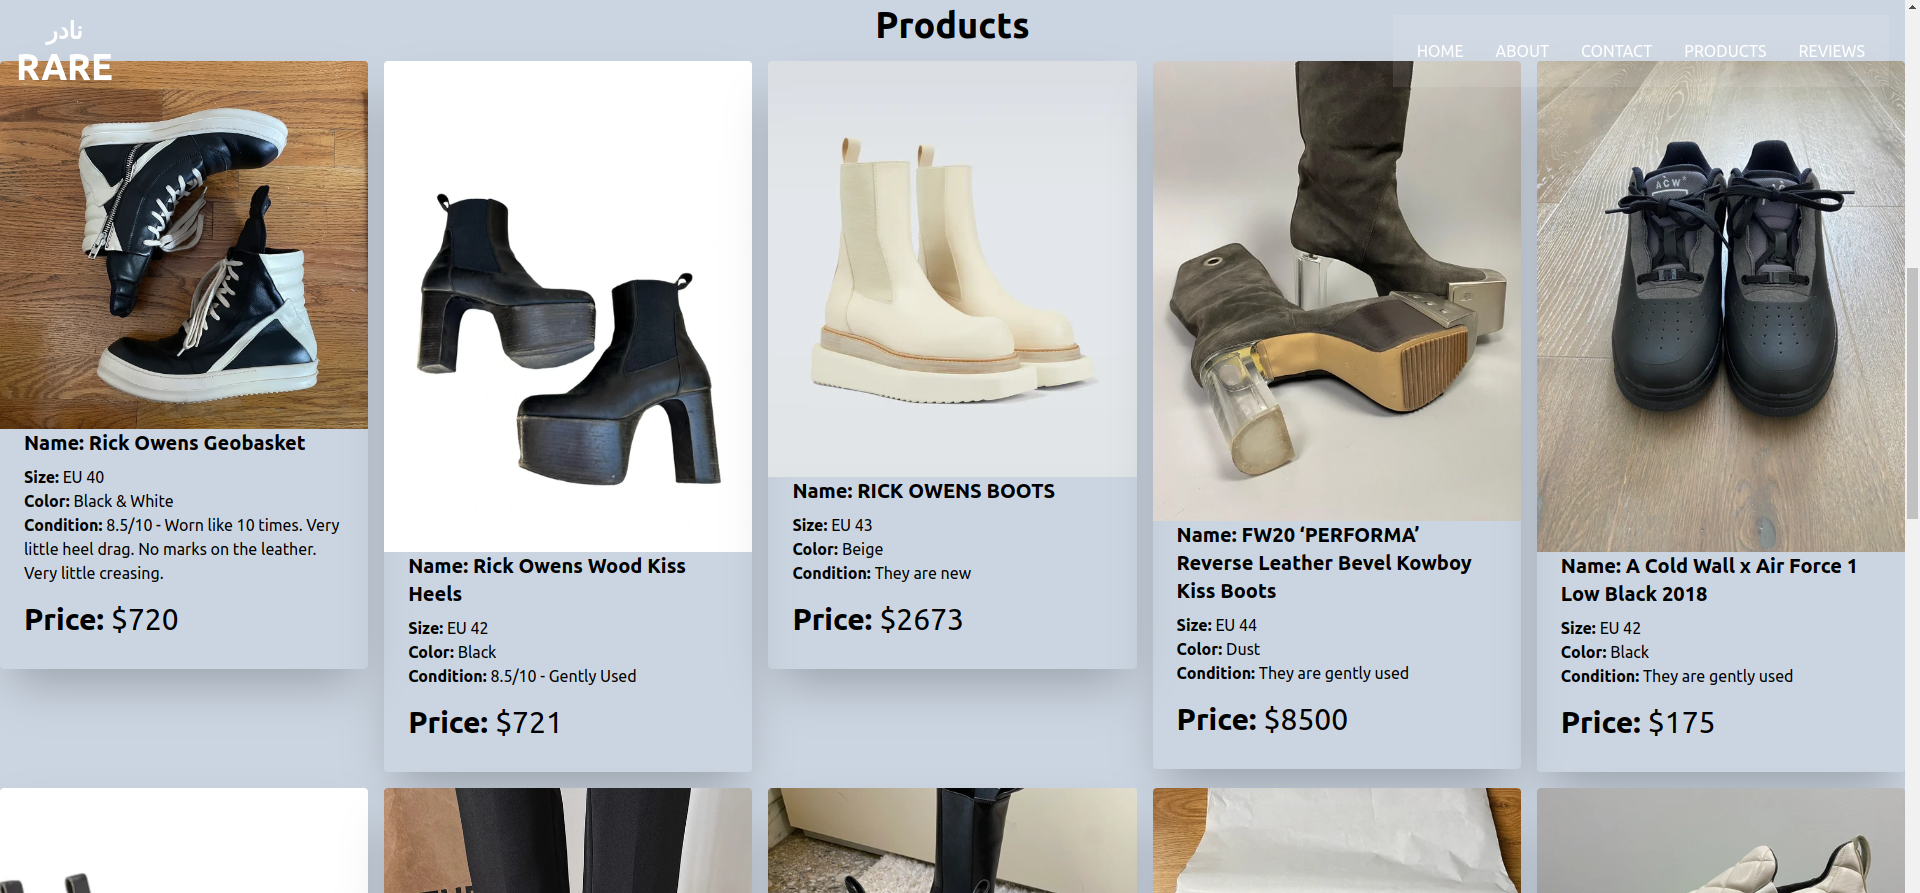 نادر
RARE
Products
HOME ABOUT CONTACT PRODUCTS REVIEWS
Name: Rick Owens Geobasket
Size: EU 40
Color: Black & White
Condition: 8.5/10 - Worn like 10 times. Very
little heel drag. No marks on the leather.
Very little creasing.
Price: $720
Name: Rick Owens Wood Kiss
Heels
Size: EU 42
Color: Black
Condition: 8.5/10 - Gently Used
Price: $721
Name: RICK OWENS BOOTS
Size: EU 43
Color: Beige
Condition: They are new
Price: $2673
Name: FW20 ‘PERFORMA’
Reverse Leather Bevel Kowboy
Kiss Boots
Size: EU 44
Color: Dust
Condition: They are gently used
Price: $8500
A C W *
Name: A Cold Wall x Air Force 1
Low Black 2018
Size: EU 42
Color: Black
Condition: They are gently used
Price: $175